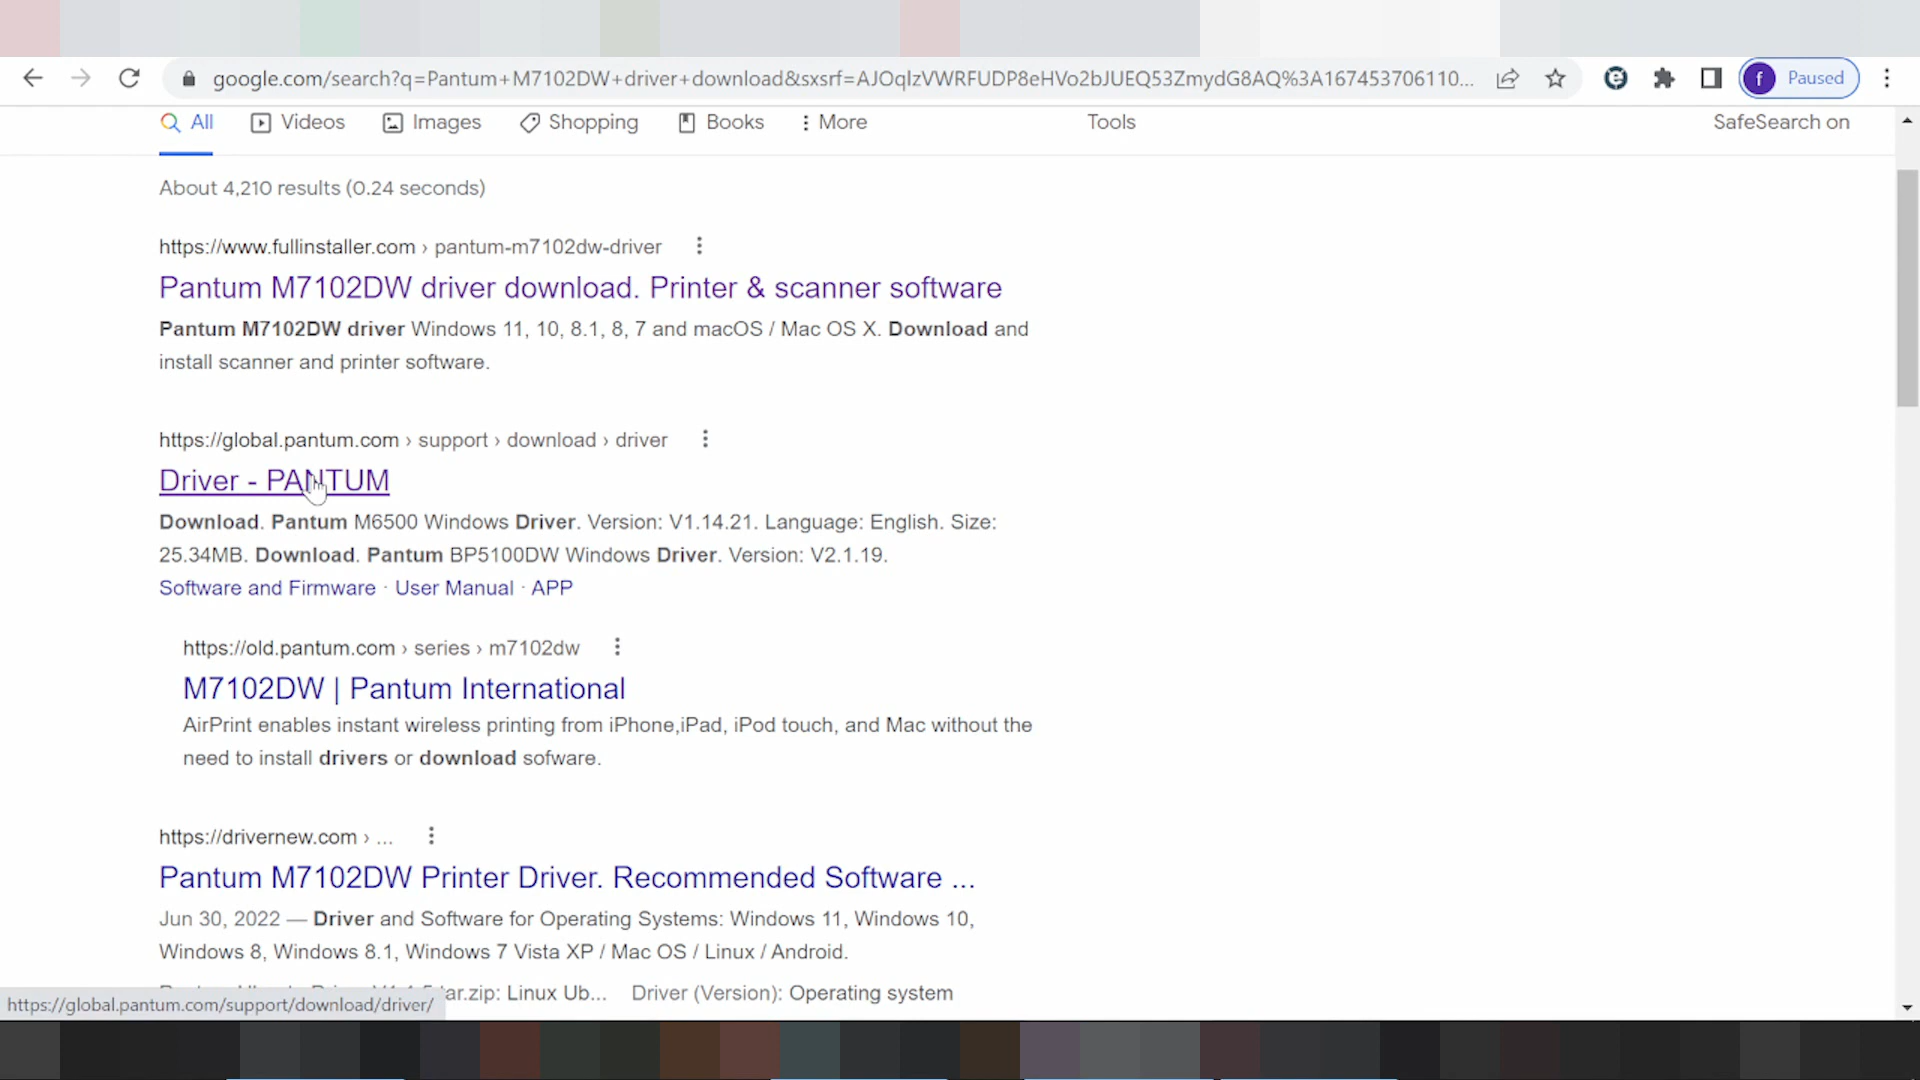 google.com/search?q=Pantum+M7102DW+driver+download&sxsrf=AJOqlzVWRFUDP8eHVo2bJUEQ53ZmydG8AQ%3A167453706110...
f Paused
All Videos Images Shopping Books More Tools SafeSearch on
About 4,210 results (0.24 seconds)
https://www.fullinstaller.com › pantum-m7102dw-driver
Pantum M7102DW driver download. Printer & scanner software
Pantum M7102DW driver Windows 11, 10, 8.1, 8, 7 and macOS / Mac OS X. Download and
install scanner and printer software.
https://global.pantum.com › support › download › driver
Driver - PANTUM
Download. Pantum M6500 Windows Driver. Version: V1.14.21. Language: English. Size:
25.34MB. Download. Pantum BP5100DW Windows Driver. Version: V2.1.19.
Software and Firmware · User Manual · APP
https://old.pantum.com › series › m7102dw
M7102DW | Pantum International
AirPrint enables instant wireless printing from iPhone,iPad, iPod touch, and Mac without the
need to install drivers or download sofware.
https://drivernew.com › ...
Pantum M7102DW Printer Driver. Recommended Software ...
Jun 30, 2022 — Driver and Software for Operating Systems: Windows 11, Windows 10,
Windows 8, Windows 8.1, Windows 7 Vista XP / Mac OS / Linux / Android.
ar.zip: Linux Ub... Driver (Version): Operating system
https://global.pantum.com/support/download/driver/